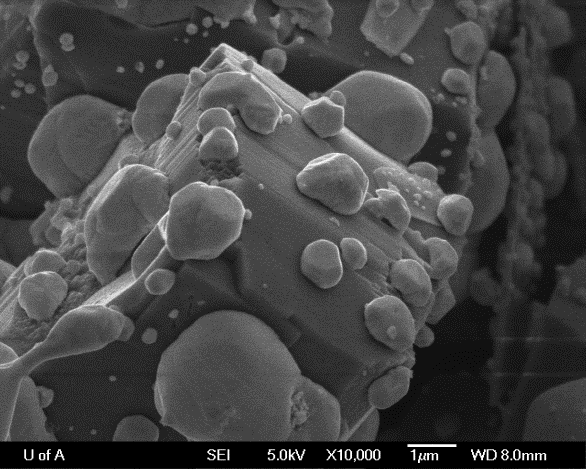 U of A SEI 5.0kV X10,000 1μm WD 8.0mm